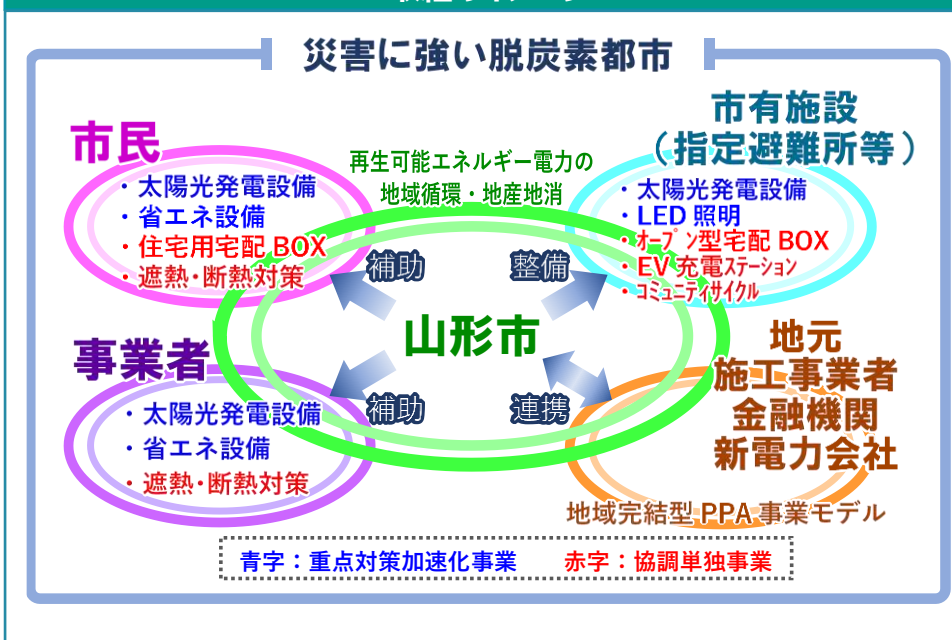 災害に強い脱炭素都市
市民
・太陽光発電設備
・省エネ設備
・住宅用宅配 BOX
・遮熱・断熱対策
再生可能エネルギー電力の
地域循環・地産地消
市有施設
（指定避難所等）
・太陽光発電設備
・LED 照明
・ｵｰﾌﾟﾝ型宅配 BOX
・EV 充電ｽﾃｰｼｮﾝ
・ｺﾐｭﾆﾃｨｻｲｸﾙ
補助
整備
山形市
補助
連携
事業者
・太陽光発電設備
・省エネ設備
・遮熱・断熱対策
地元
施工事業者
金融機関
新電力会社
地域完結型 PPA 事業モデル
青字：重点対策加速化事業 赤字：協調単独事業